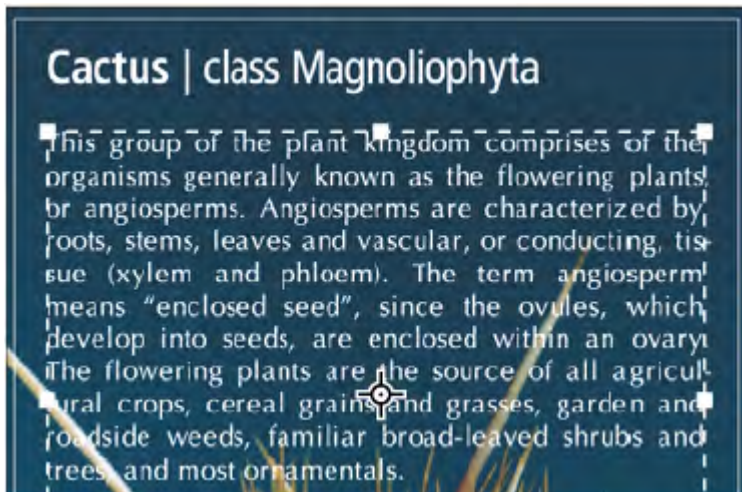 Cactus | class Magnoliophyta
This group of the plant kingdom comprises of the
organisms generally known as the flowering plants
or angiosperms. Angiosperms are characterized by
roots, stems, leaves and vascular, or conducting, tis-
sue (xylem and phloem). The term angiosperm
means “enclosed seed”, since the ovules, which
develop into seeds, are enclosed within an ovary.
The flowering plants are the source of all agricul-
tural crops, cereal grains and grasses, garden and
roadside weeds, familiar broad-leaved shrubs and
trees, and most ornamentals.